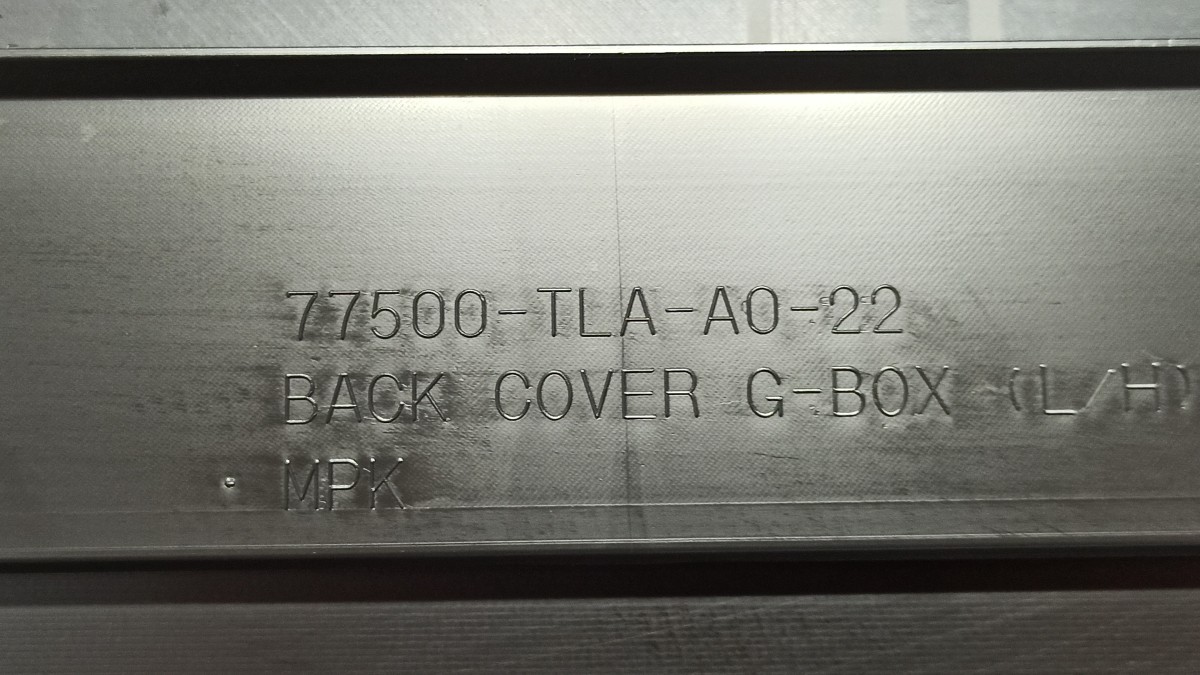 77500-TLA-A0-22
BACK COVER G-BOX (L/H)
MPK